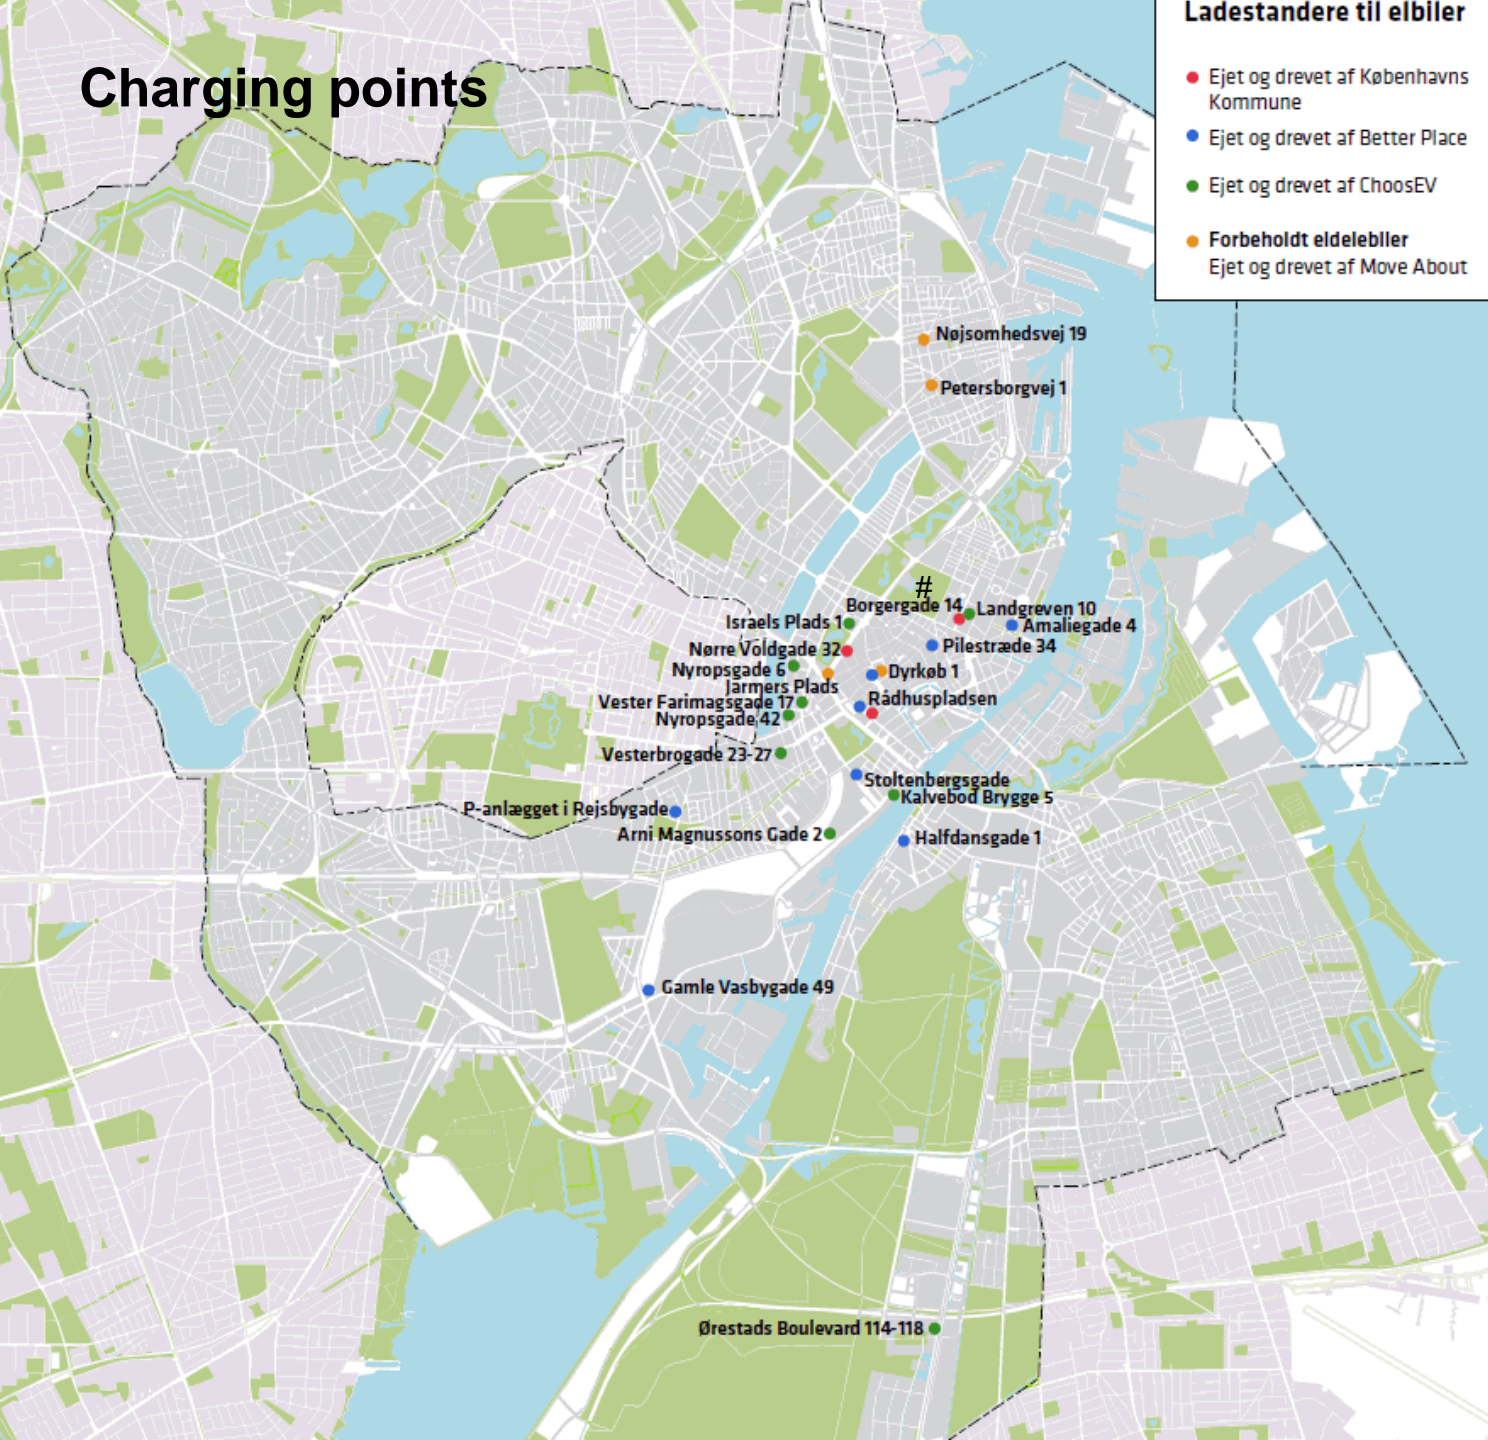 Charging points
Ladestandere til elbiler
Ejet og drevet af Københavns
Kommune
Ejet og drevet af Better Place
Ejet og drevet af ChoosEV
Forbeholdt eldelebiler
Ejet og drevet af Move About
Nøjsomhedsvej 19
Petersborgvej 1
#
Borgergade 14
Landgreven 10
Israels Plads 1
Amaliegade 4
Nørre Voldgade 32
Pilestræde 34
Nyropsgade 6
Dyrkøb 1
Jarmers Plads
Vester Farimagsgade 17
Rådhuspladsen
Nyropsgade 42
Vesterbrogade 23-27
Stoltenbergsgade
Kalvebod Brygge 5
P-anlægget i Rejsbygade
Arni Magnussons Gade 2
Halfdansgade 1
Gamle Vasbygade 49
Ørestads Boulevard 114-118